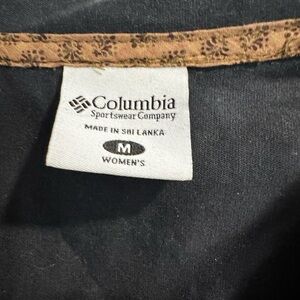 Columbia
Sportswear Company
MADE IN SRI LANKA
M
WOMEN'S